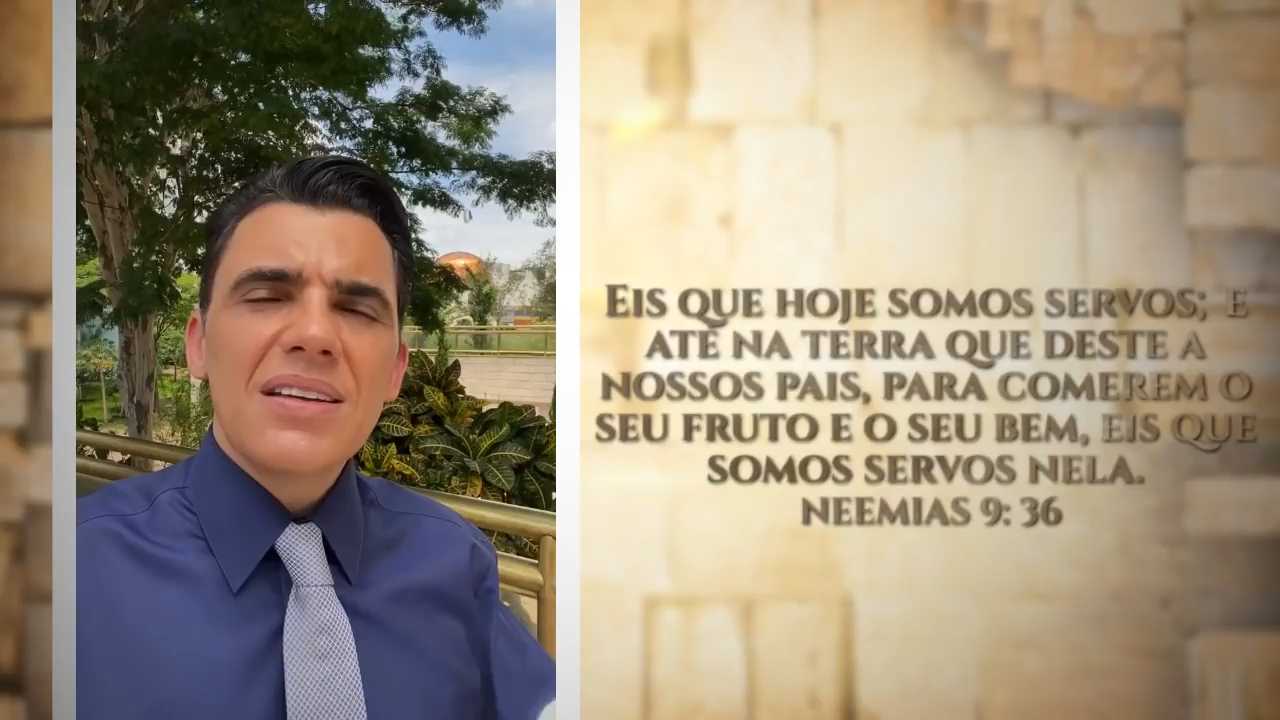 Eis que hoje somos servos; e
até na terra que deste a
nossos pais, para comerem o
seu fruto e o seu bem, eis que
somos servos nela.
Neemias 9: 36